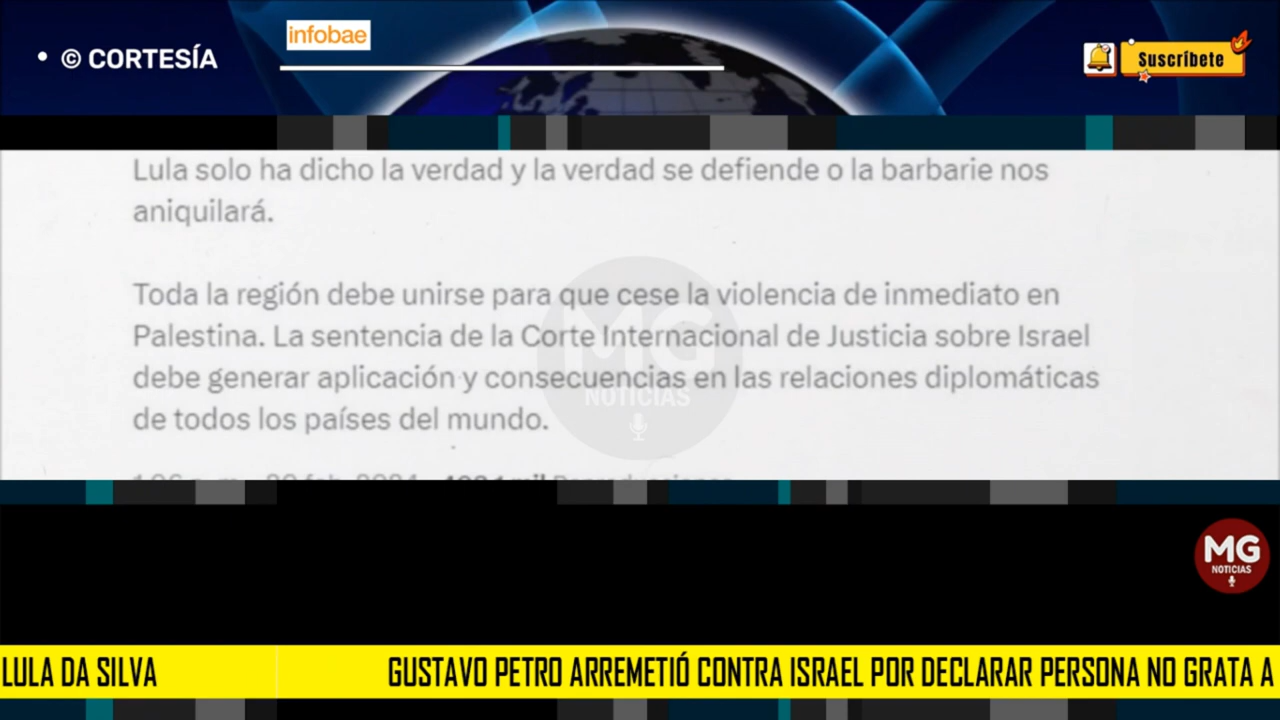 • © CORTESÍA
infobae
Suscríbete
Lula solo ha dicho la verdad y la verdad se defiende o la barbarie nos
aniquilará.
Toda la región debe unirse para que cese la violencia de inmediato en
Palestina. La sentencia de la Corte Internacional de Justicia sobre Israel
debe generar aplicación y consecuencias en las relaciones diplomáticas
de todos los países del mundo.
MG
NOTICIAS
MG
NOTICIAS
LULA DA SILVA
GUSTAVO PETRO ARREMETIÓ CONTRA ISRAEL POR DECLARAR PERSONA NO GRATA A